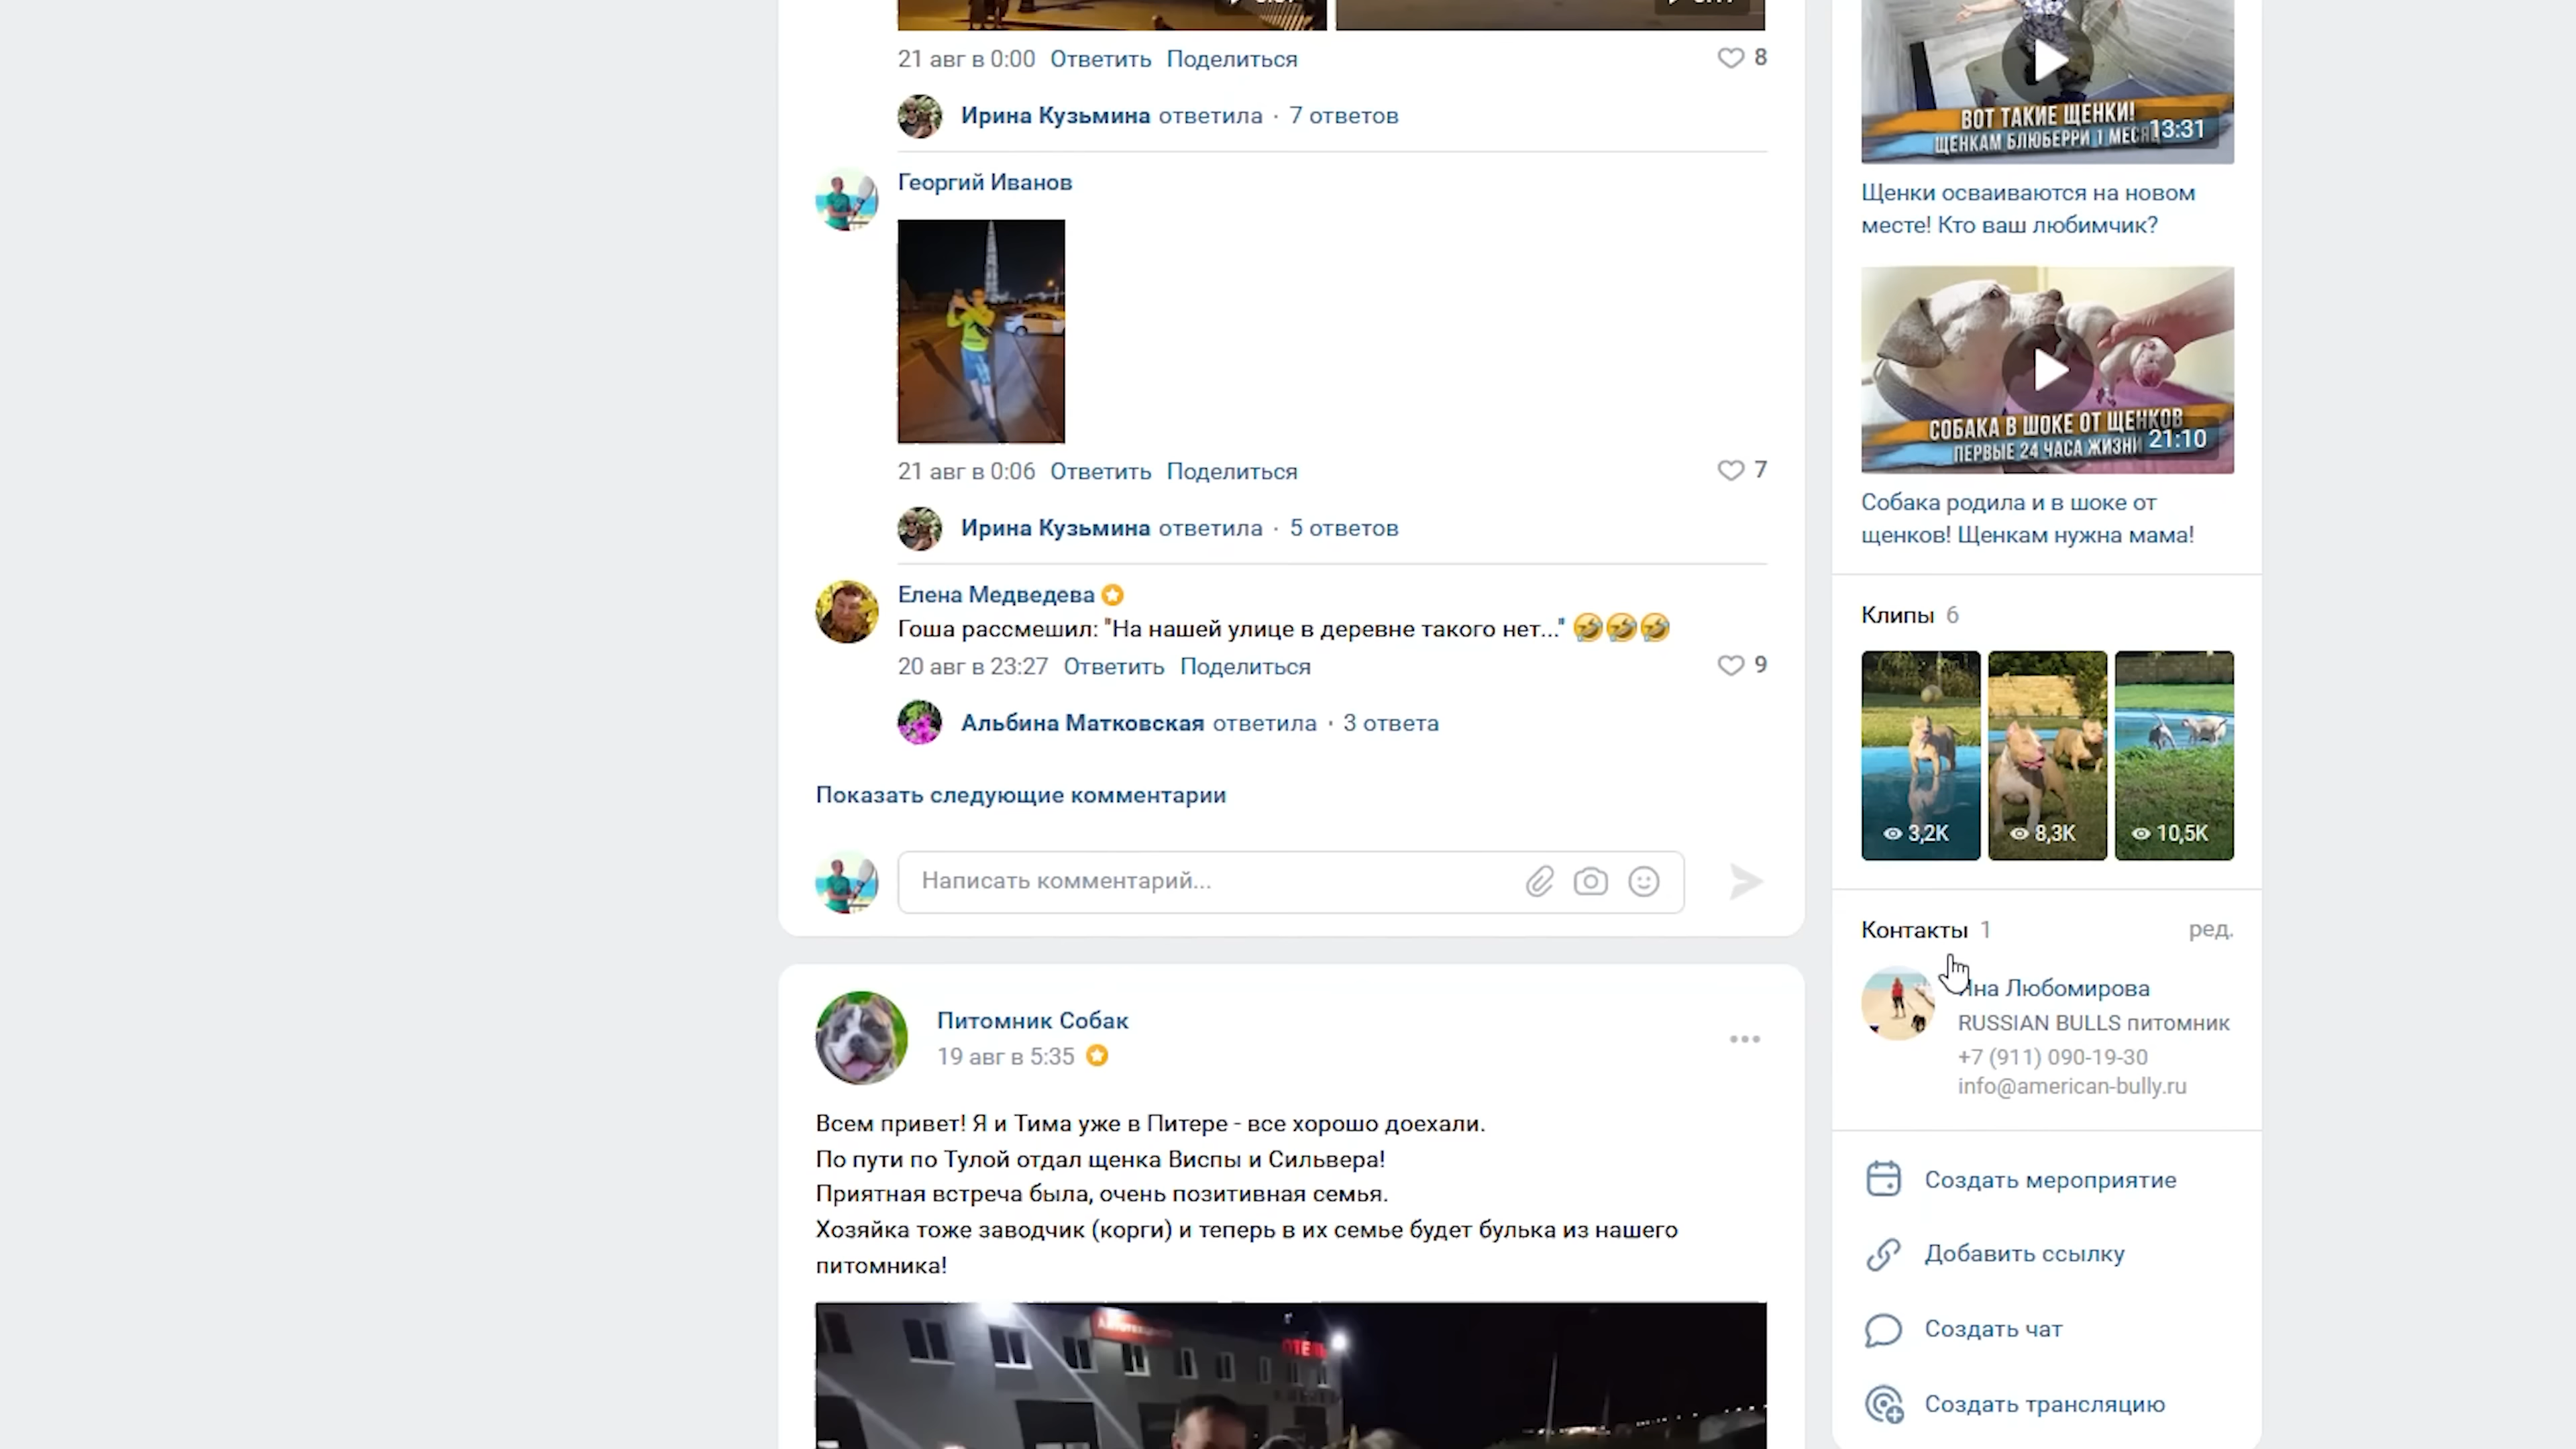 21 авг в 0:00 Ответить Поделиться 8
Ирина Кузьмина ответила · 7 ответов
Георгий Иванов
21 авг в 0:06 Ответить Поделиться 7
Ирина Кузьмина ответила · 5 ответов
Елена Медведева
Гоша рассмешил: "На нашей улице в деревне такого нет..." 🤣🤣🤣
20 авг в 23:27 Ответить Поделиться 9
Альбина Матковская ответила · 3 ответа
Показать следующие комментарии
Написать комментарий...
Питомник Собак
19 авг в 5:35
Всем привет! Я и Тима уже в Питере - все хорошо доехали.
По пути по Тулой отдал щенка Виспы и Сильвера!
Приятная встреча была, очень позитивная семья.
Хозяйка тоже заводчик (корги) и теперь в их семье будет булька из нашего
питомника!
ОТЕЛЬ
ВОТ ТАКИЕ ЩЕНКИ!
ЩЕНКАМ БЛЮБЕРРИ 1
13:31
Щенки осваиваются на новом
месте! Кто ваш любимчик?
СОБАКА В ШОКЕ ОТ ЩЕНКОВ
ПЕРВЫЕ 24 ЧАСА ЖИЗНИ
21:10
Собака родила и в шоке от
щенков! Щенкам нужна мама!
Клипы 6
3,2K 8,3K 10,5K
Контакты 1 ред.
Любомирова
RUSSIAN BULLS питомник
+7 (911) 090-19-30
info@american-bully.ru
Создать мероприятие
Добавить ссылку
Создать чат
Создать трансляцию